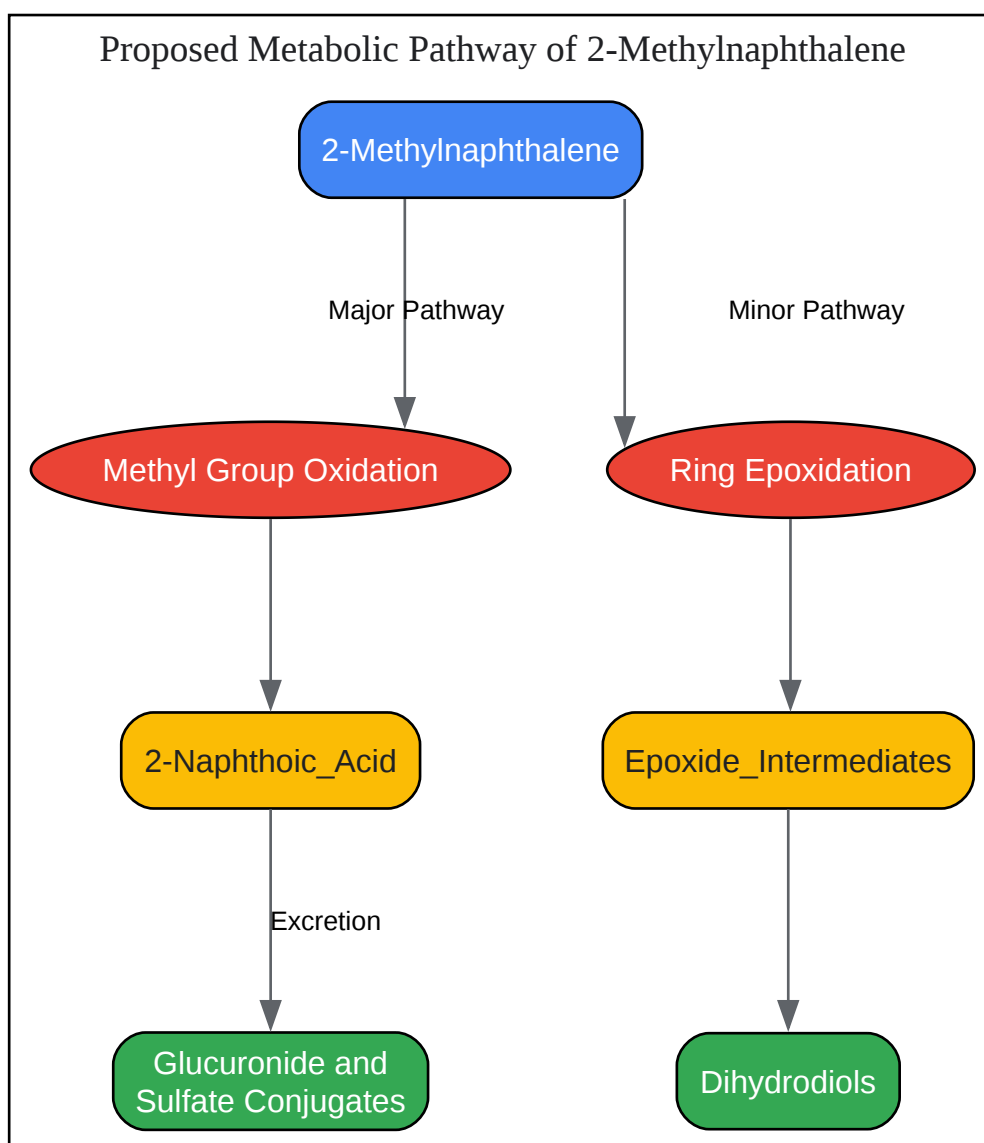 Proposed Metabolic Pathway of 2-Methylnaphthalene
2-Methylnaphthalene
Major Pathway
Minor Pathway
Methyl Group Oxidation
Ring Epoxidation
2-Naphthoic_Acid
Epoxide_Intermediates
Excretion
Glucuronide and
Sulfate Conjugates
Dihydrodiols